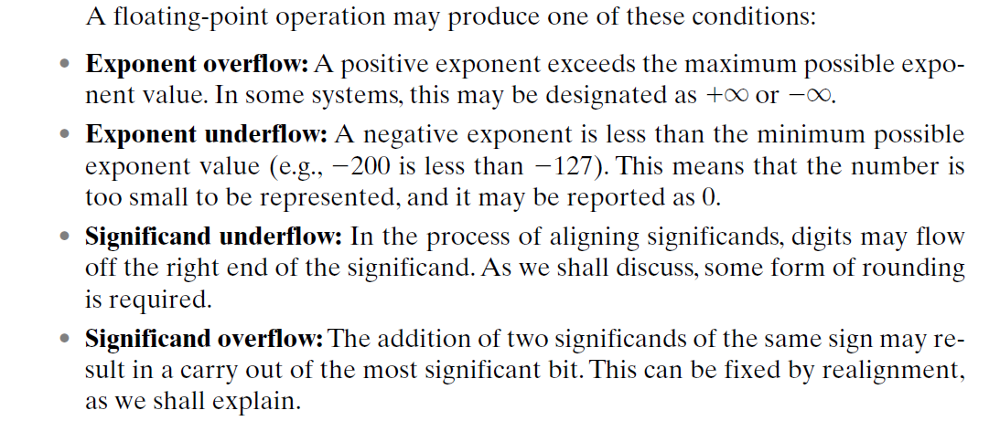 A floating-point operation may produce one of these conditions:
• Exponent overflow: A positive exponent exceeds the maximum possible expo-
nent value. In some systems, this may be designated as +∞ or −∞.
• Exponent underflow: A negative exponent is less than the minimum possible
exponent value (e.g., −200 is less than −127). This means that the number is
too small to be represented, and it may be reported as 0.
• Significand underflow: In the process of aligning significands, digits may flow
off the right end of the significand. As we shall discuss, some form of rounding
is required.
• Significand overflow: The addition of two significands of the same sign may re-
sult in a carry out of the most significant bit. This can be fixed by realignment,
as we shall explain.